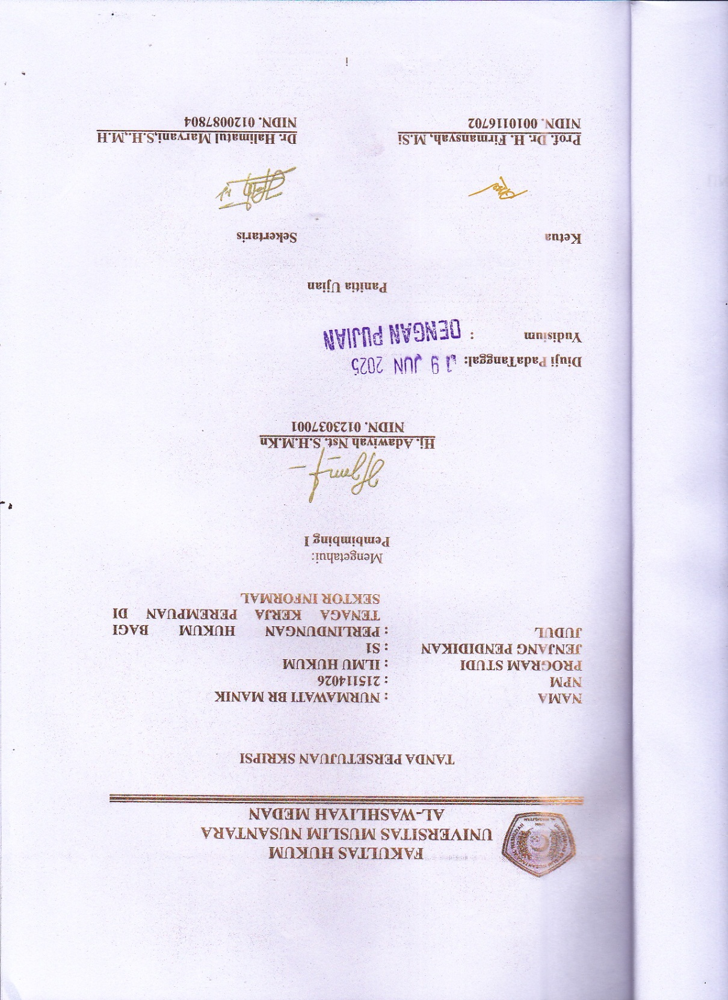 FAKULTAS HUKUM
UNIVERSITAS MUSLIM NUSANTARA
AL-WASHLIYAH MEDAN
TANDA PERSETUJUAN SKRIPSI
NAMA : NURMAWATI BR MANIK
NPM : 215114026
PROGRAM STUDI : ILMU HUKUM
JENJANG PENDIDIKAN : S1
JUDUL : PERLINDUNGAN HUKUM BAGI
TENAGA KERJA PEREMPUAN DI
SEKTOR INFORMAL
Mengetahui:
Pembimbing I
Hj. Adawiyah Nst. S.H.M.Kn
NIDN. 0123037001
Diuji PadaTanggal: 19 JUN 2025
Yudisium : DENGAN PUJIAN
Panitia Ujian
Ketua Sekertaris
Prof. Dr. H. Firmansyah, M.Si Dr. Halimatul Maryani,S.H.,M.H
NIDN. 0010116702 NIDN. 0120087804
i